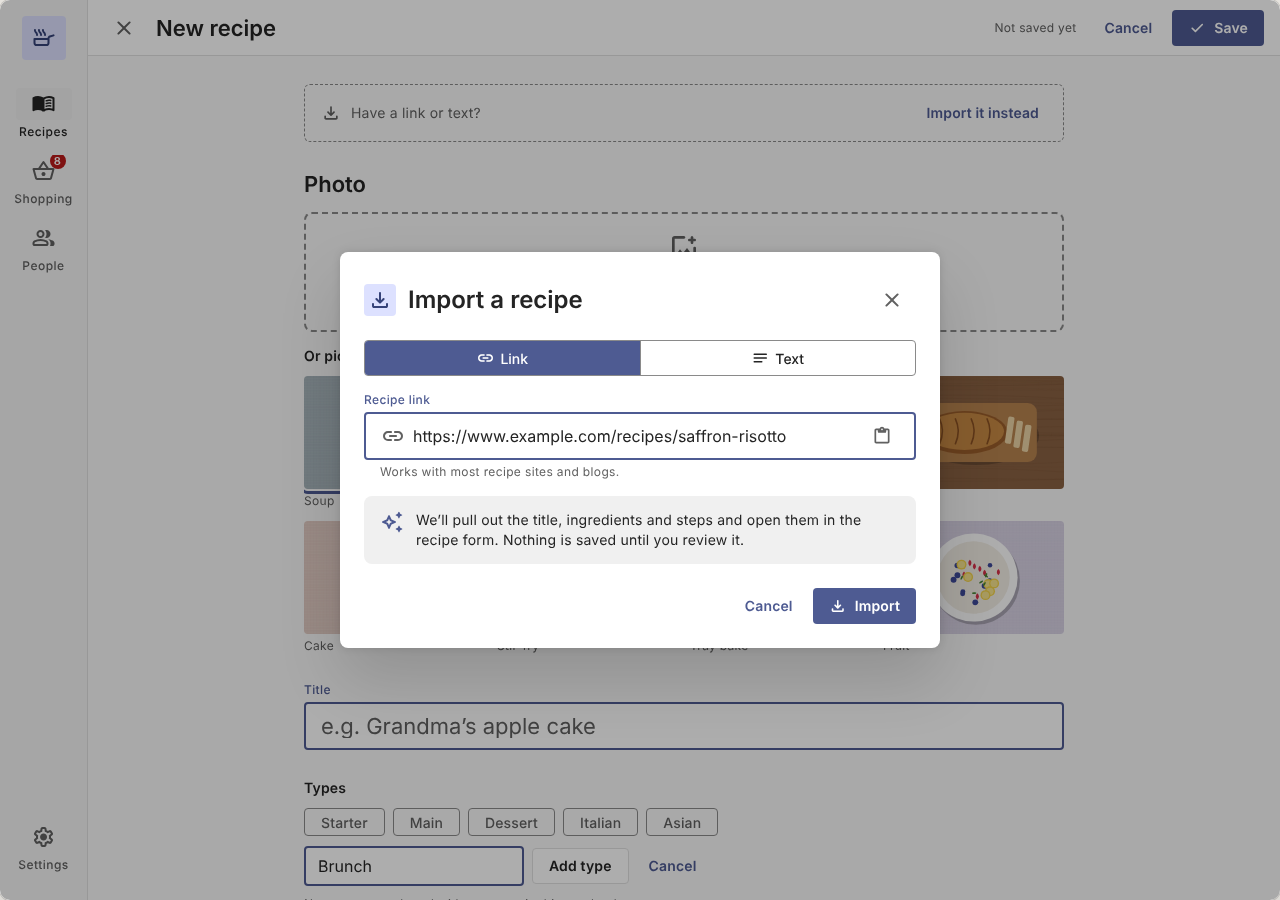 New recipe
Not saved yet
Cancel
Save
Recipes
8
Shopping
People
Settings
Have a link or text?
Import it instead
Photo
Or
Import a recipe
Link
Text
Recipe link
https://www.example.com/recipes/saffron-risotto
Works with most recipe sites and blogs.
We’ll pull out the title, ingredients and steps and open them in the
recipe form. Nothing is saved until you review it.
Cancel
Import
Soup
Cake
Title
e.g. Grandma’s apple cake
Types
Starter
Main
Dessert
Italian
Asian
Brunch
Add type
Cancel